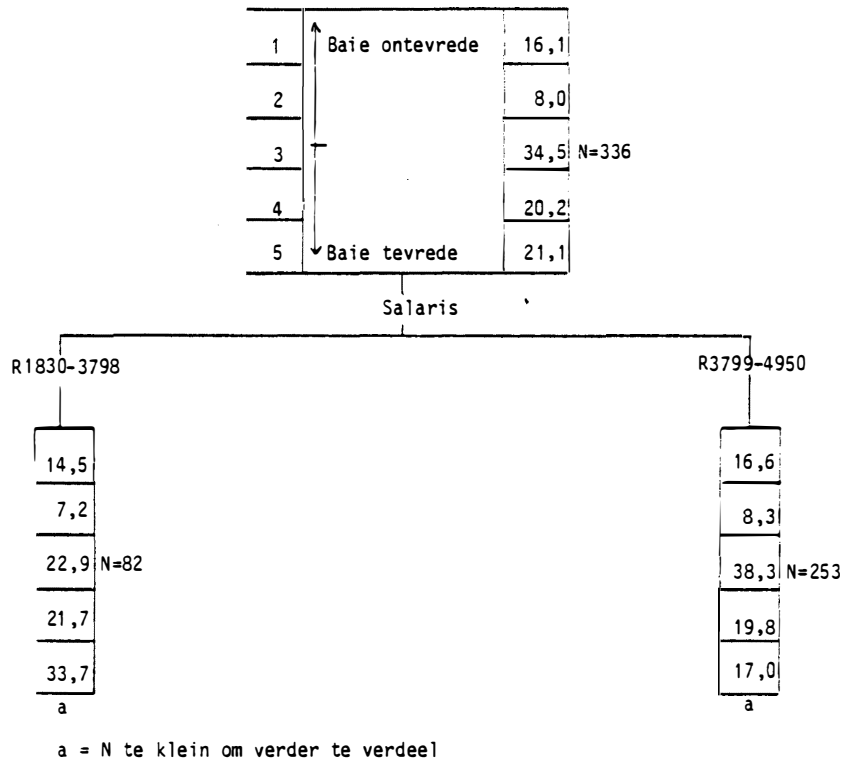 1 Baie ontevrede 16,1
2 8,0
3 34,5 N=336
4 20,2
5 Baie tevrede 21,1
Salaris
R1830-3798 R3799-4950
14,5 16,6
7,2 8,3
22,9 N=82 38,3 N=253
21,7 19,8
33,7 17,0
a a
a = N te klein om verder te verdeel